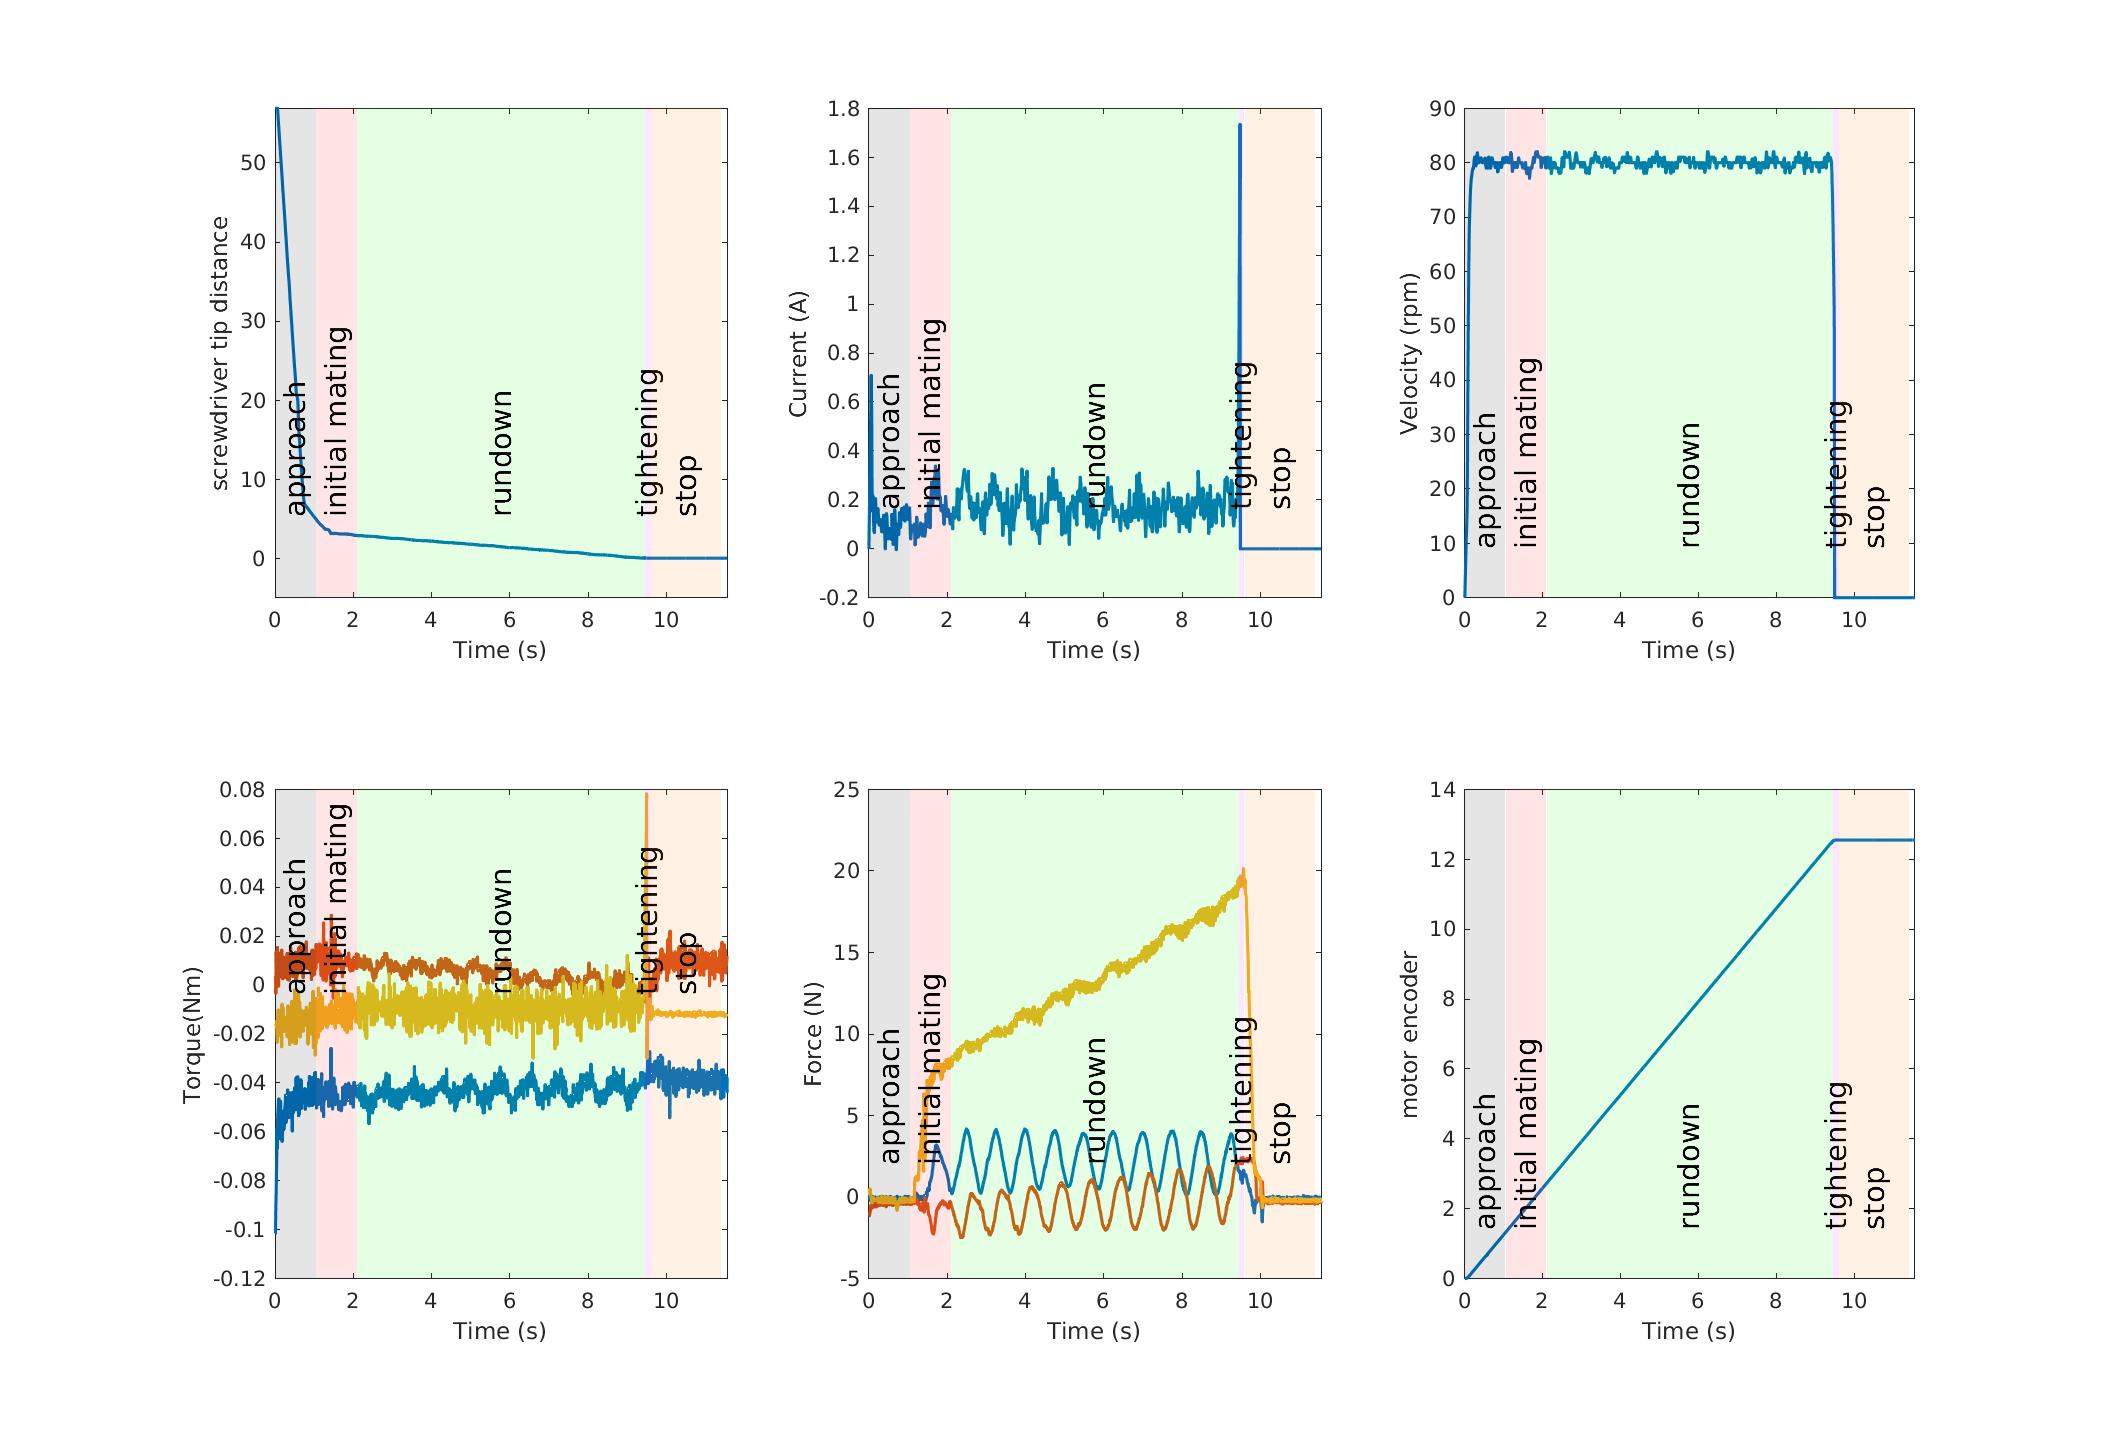 screwdriver tip distance
50
40
30
20
10
0
approach
initial mating
rundown
tightening
stop
0 2 4 6 8 10
Time (s)
Current (A)
1.8
1.6
1.4
1.2
1
0.8
0.6
0.4
0.2
0
-0.2
approach
initial mating
rundown
tightening
stop
0 2 4 6 8 10
Time (s)
Velocity (rpm)
90
80
70
60
50
40
30
20
10
0
approach
initial mating
rundown
tightening
stop
0 2 4 6 8 10
Time (s)
Torque(Nm)
0.08
0.06
0.04
0.02
0
-0.02
-0.04
-0.06
-0.08
-0.1
-0.12
approach
initial mating
rundown
tightening
stop
0 2 4 6 8 10
Time (s)
Force (N)
25
20
15
10
5
0
-5
approach
initial mating
rundown
tightening
stop
0 2 4 6 8 10
Time (s)
motor encoder
14
12
10
8
6
4
2
0
approach
initial mating
rundown
tightening
stop
0 2 4 6 8 10
Time (s)